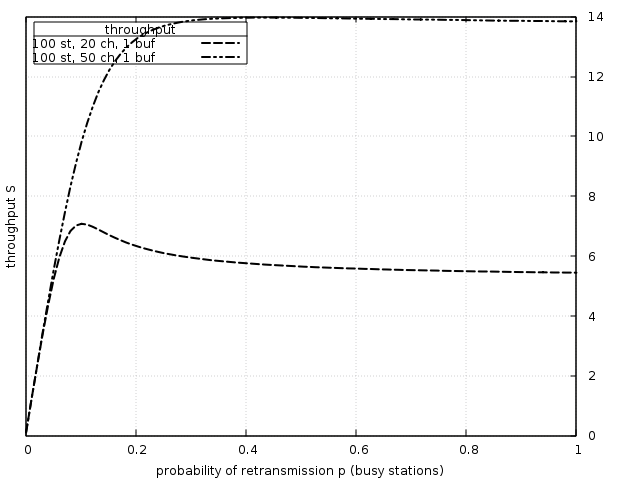 throughput
100 st, 20 ch, 1 buf
100 st, 50 ch, 1 buf
14
12
10
8
6
4
2
0
throughput S
0 0.2 0.4 0.6 0.8 1
probability of retransmission p (busy stations)